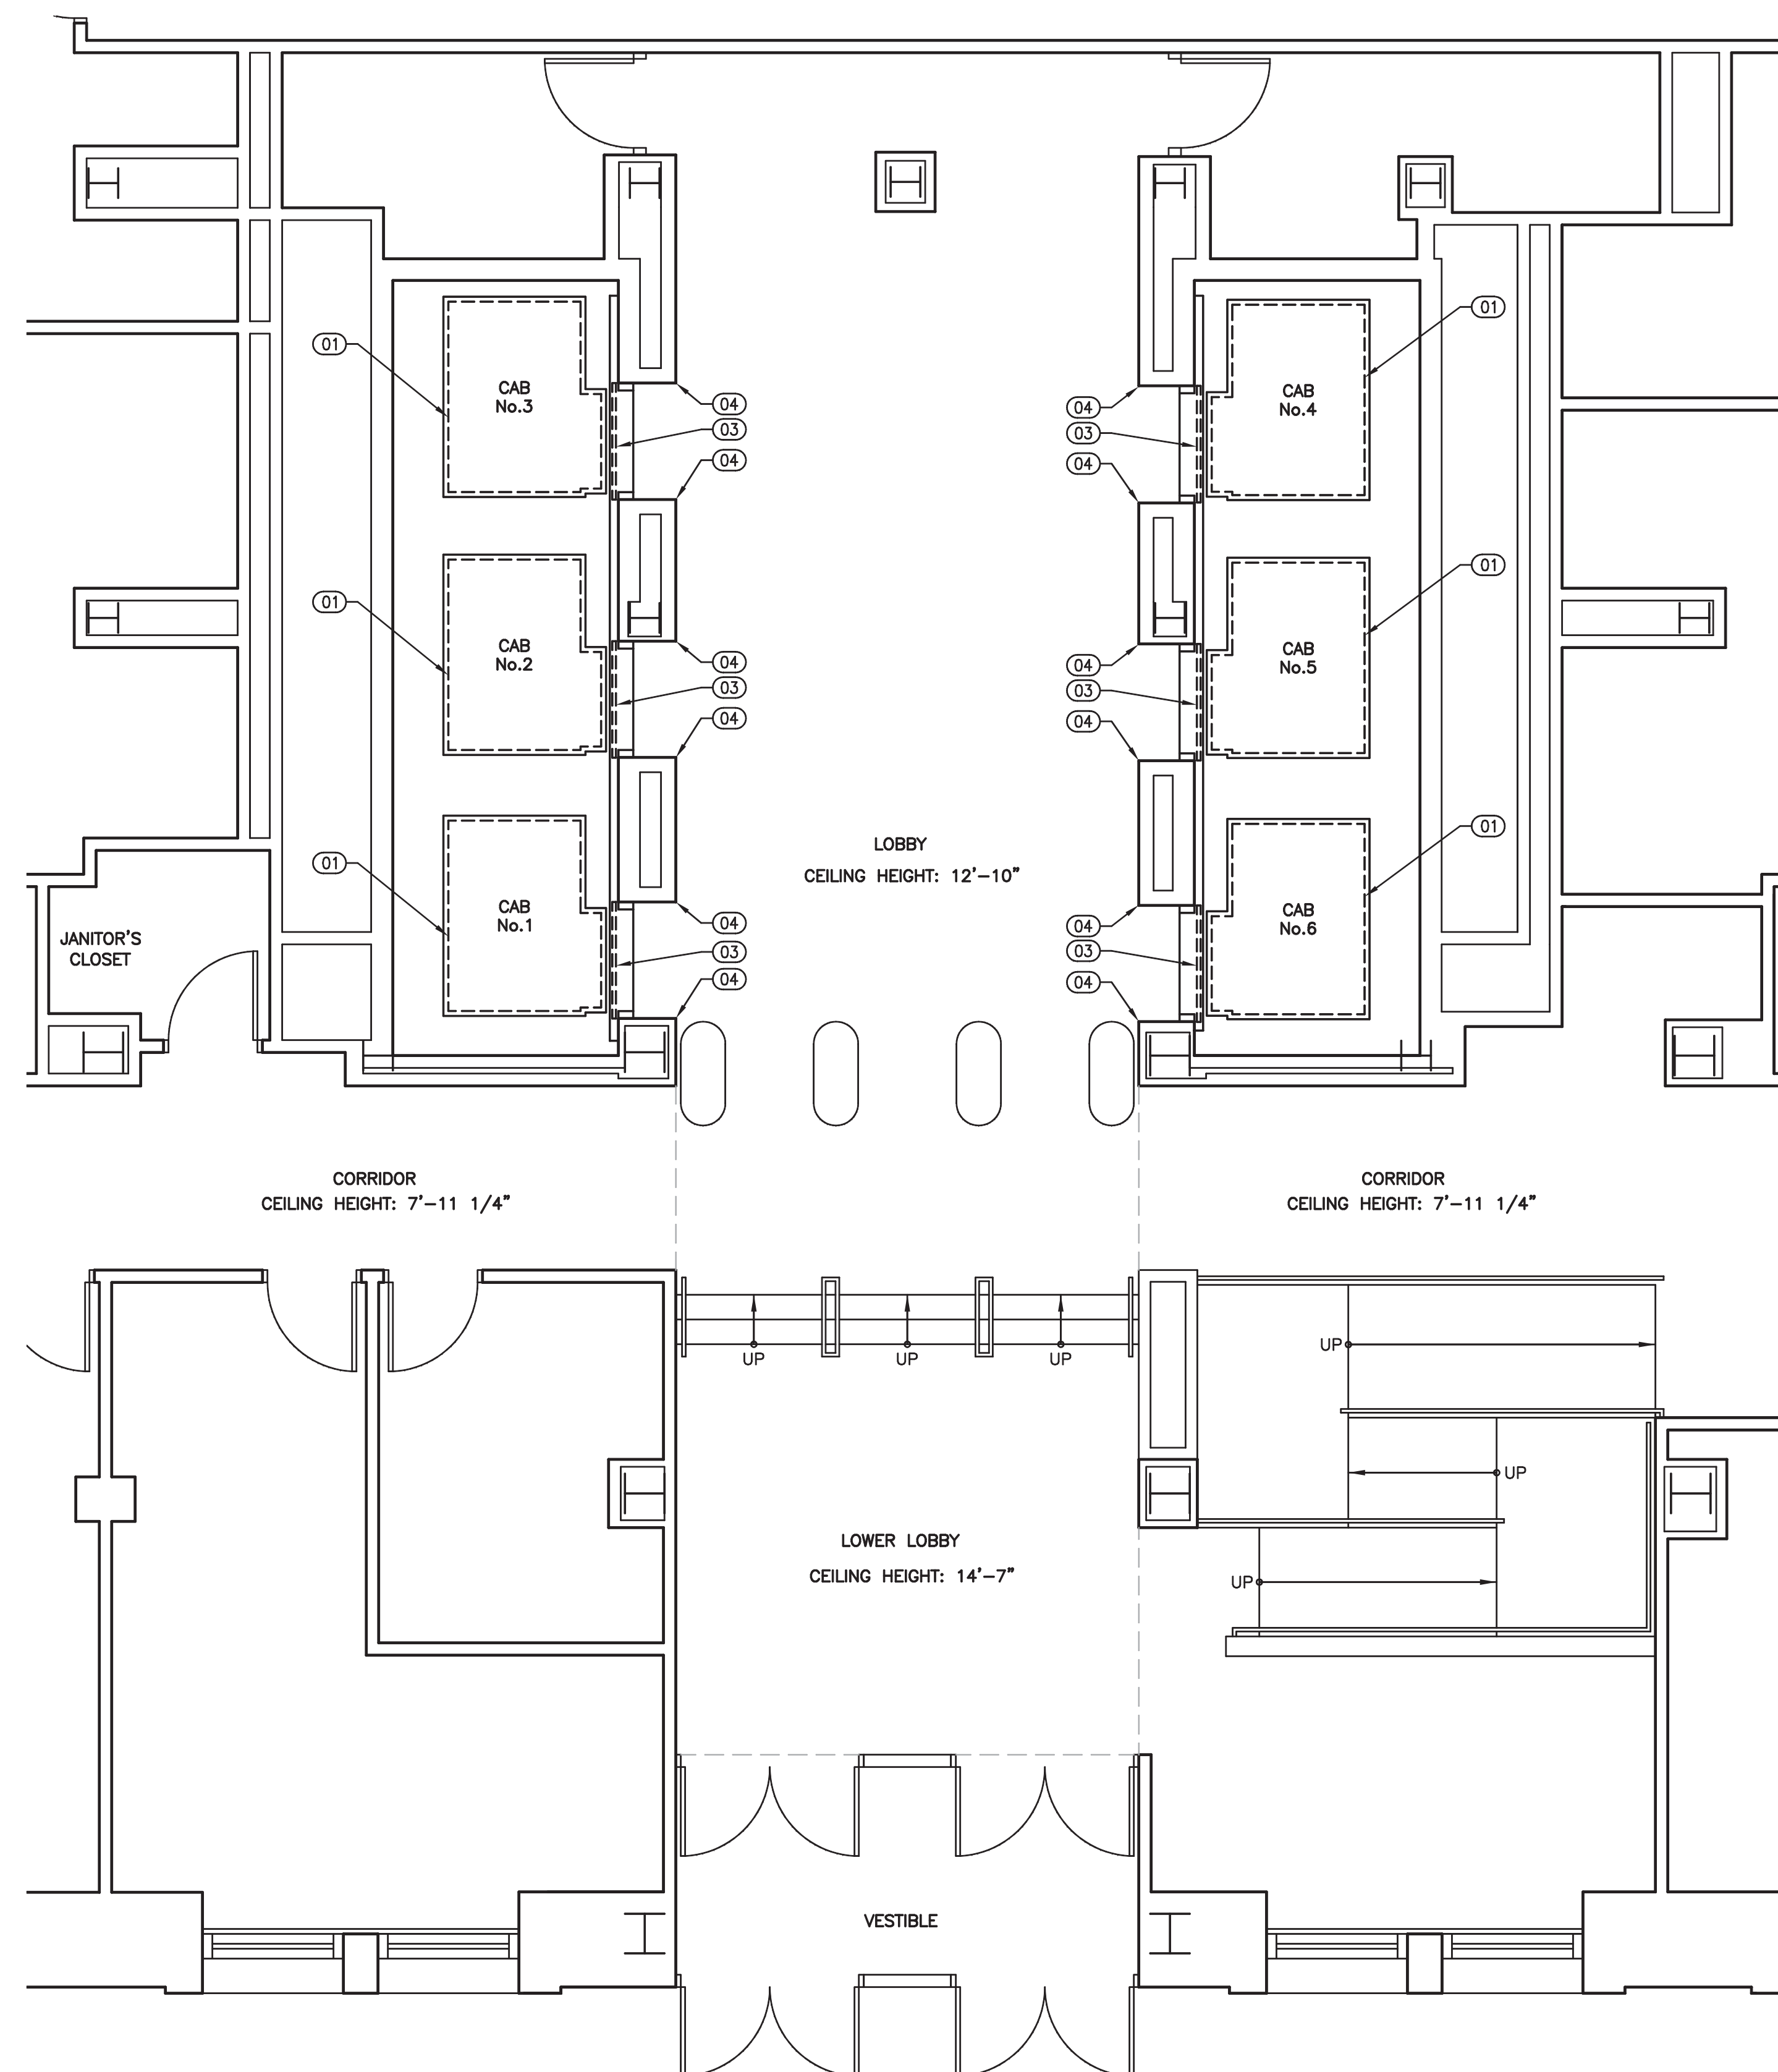 01
CAB
No.3
04
03
04
04
03
04
CAB
No.4
01
01
CAB
No.2
04
03
04
04
03
04
CAB
No.5
01
LOBBY
CEILING HEIGHT: 12'-10"
01
CAB
No.1
04
03
04
04
03
04
CAB
No.6
01
JANITOR'S
CLOSET
CORRIDOR
CEILING HEIGHT: 7'-11 1/4"
CORRIDOR
CEILING HEIGHT: 7'-11 1/4"
UP
UP
UP
UP
UP
UP
LOWER LOBBY
CEILING HEIGHT: 14'-7"
VESTIBLE